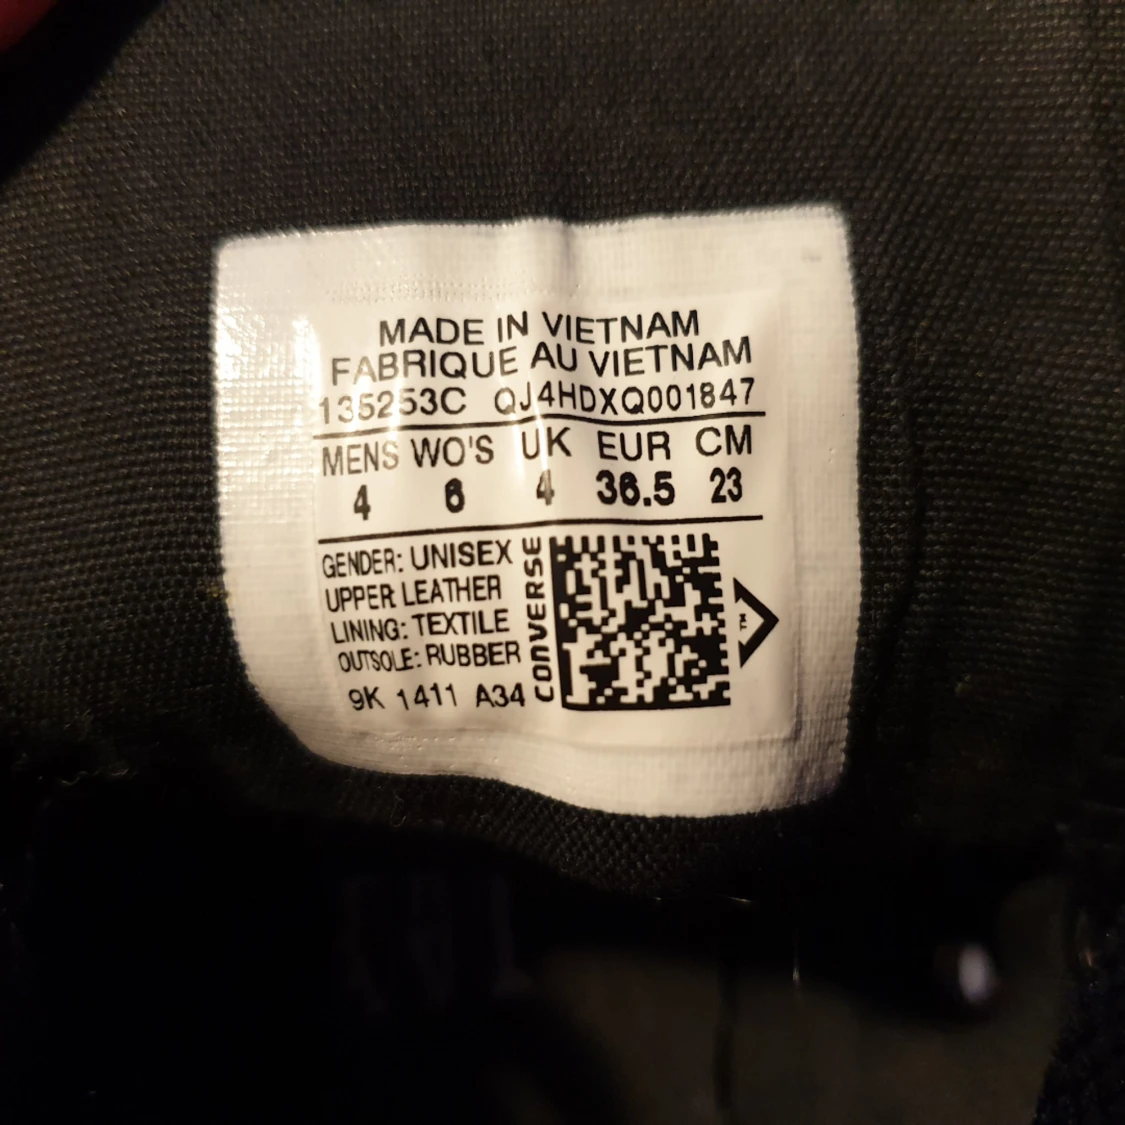 MADE IN VIETNAM
FABRIQUE AU VIETNAM
135253C QJ4HDXQ001847
MENS WO'S UK EUR CM
4 6 4 36.5 23
GENDER: UNISEX
UPPER: LEATHER
LINING: TEXTILE
OUTSOLE: RUBBER
9K 1411 A34
CONVERSE
TM